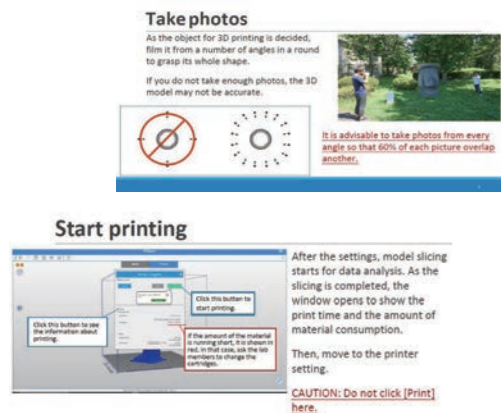 Take photos
As the object for 3D printing is decided,
film it from a number of angles in a round
to grasp its whole shape.
If you do not take enough photos, the 3D
model may not be accurate.
It is advisable to take photos from every
angle so that 60% of each picture overlap
another.
Start printing
Click this button to
start printing.
Click this button to see
the information about
printing.
If the amount of the material
is running short, it is shown in
red. In that case, ask the lab
members to change the
cartridges.
After the settings, model slicing
starts for data analysis. As the
slicing is completed, the
window opens to show the
print time and the amount of
material consumption.
Then, move to the printer
setting.
CAUTION: Do not click [Print]
here.